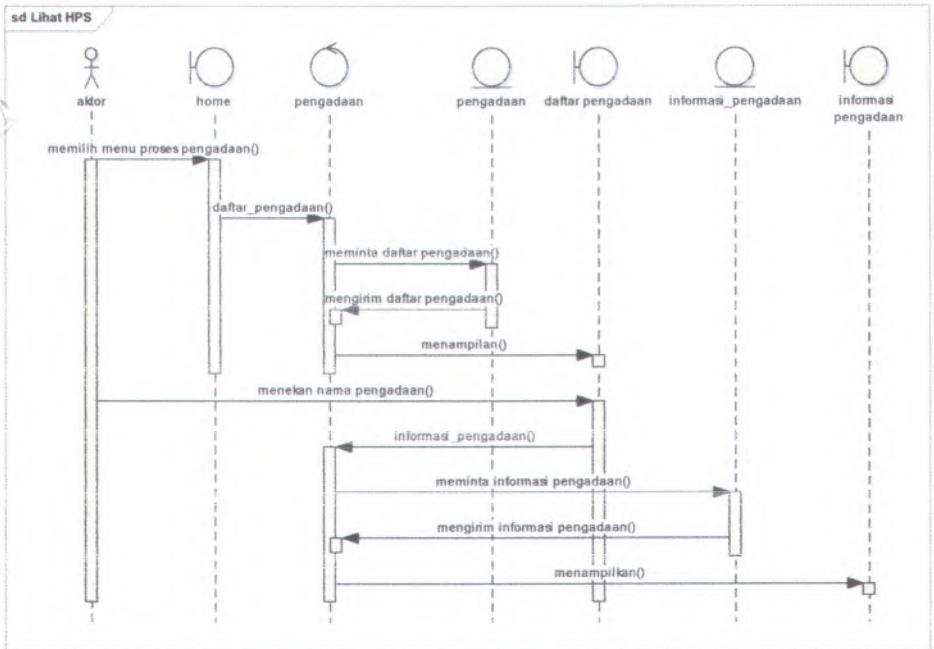 sd Lihat HPS
aktor
home
pengadaan
pengadaan
daftar pengadaan
informasi_pengadaan
informasi
pengadaan
memilih menu proses pengadaan()
daftar_pengadaan()
meminta daftar pengadaan()
mengirim daftar pengadaan()
menampilan()
menekan nama pengadaan()
informasi_pengadaan()
meminta informasi pengadaan()
mengirim informasi pengadaan()
menampilkan()